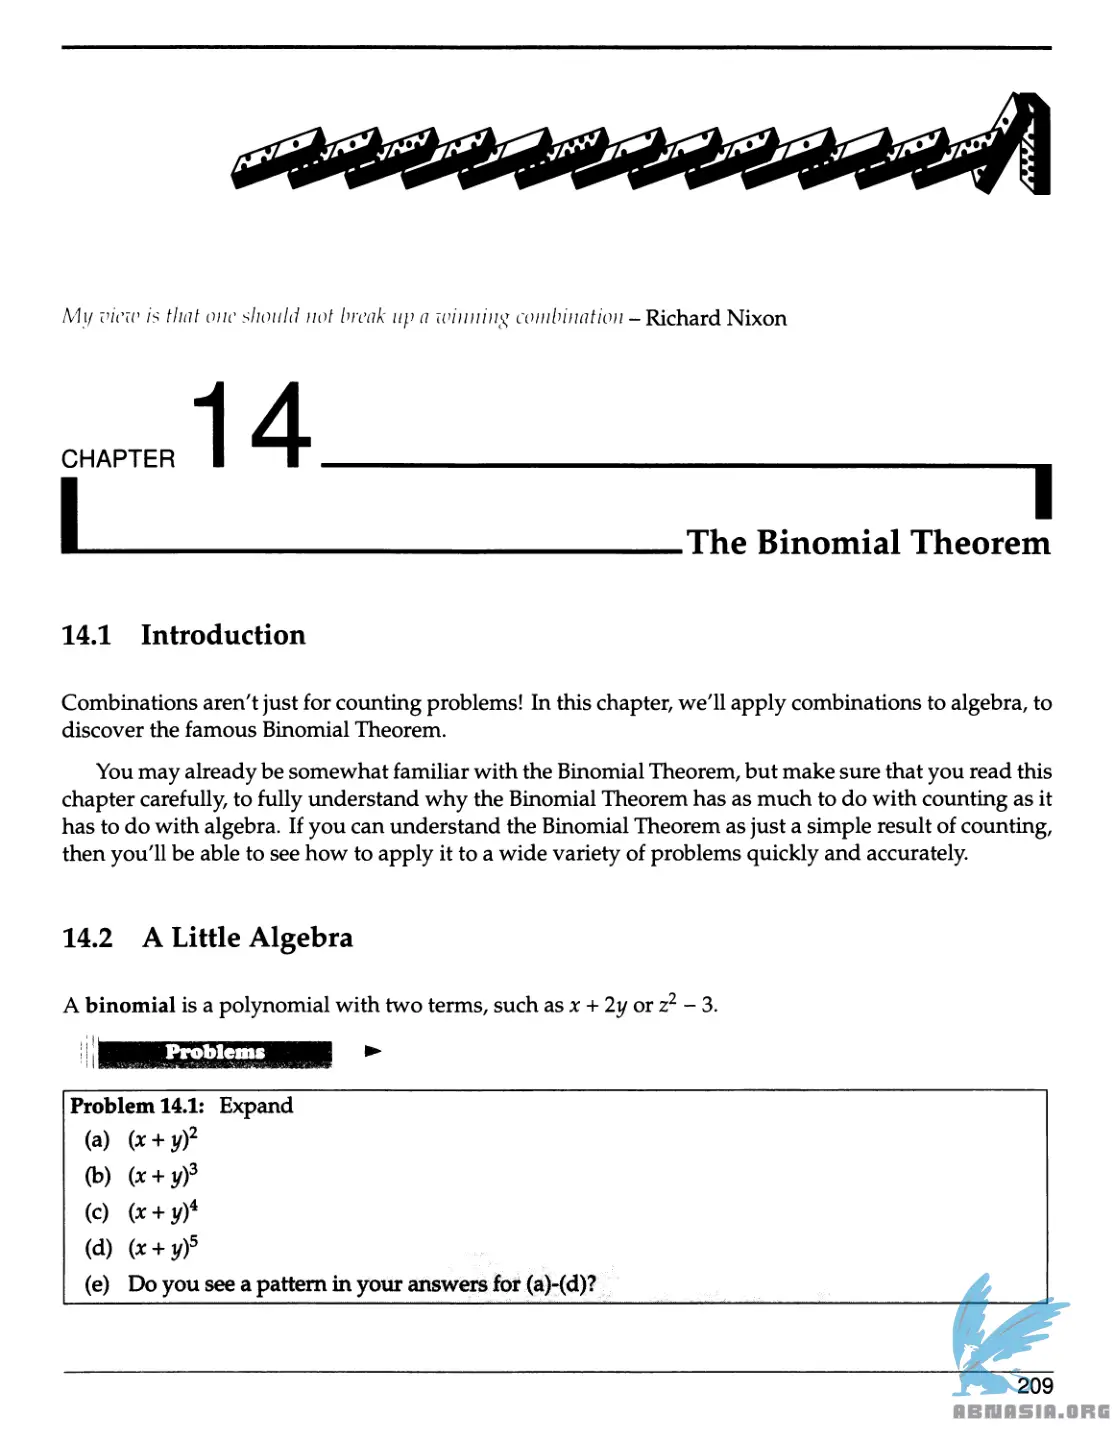 My view is that one should not break up a winning combination – Richard Nixon
CHAPTER 14
The Binomial Theorem
14.1 Introduction
Combinations aren't just for counting problems! In this chapter, we'll apply combinations to algebra, to
discover the famous Binomial Theorem.
You may already be somewhat familiar with the Binomial Theorem, but make sure that you read this
chapter carefully, to fully understand why the Binomial Theorem has as much to do with counting as it
has to do with algebra. If you can understand the Binomial Theorem as just a simple result of counting,
then you'll be able to see how to apply it to a wide variety of problems quickly and accurately.
14.2 A Little Algebra
A binomial is a polynomial with two terms, such as x + 2y or z² – 3.
Problems
Problem 14.1: Expand
(a) (x + y)²
(b) (x + y)³
(c) (x + y)⁴
(d) (x + y)⁵
(e) Do you see a pattern in your answers for (a)-(d)?
209
ABNASIA.ORG